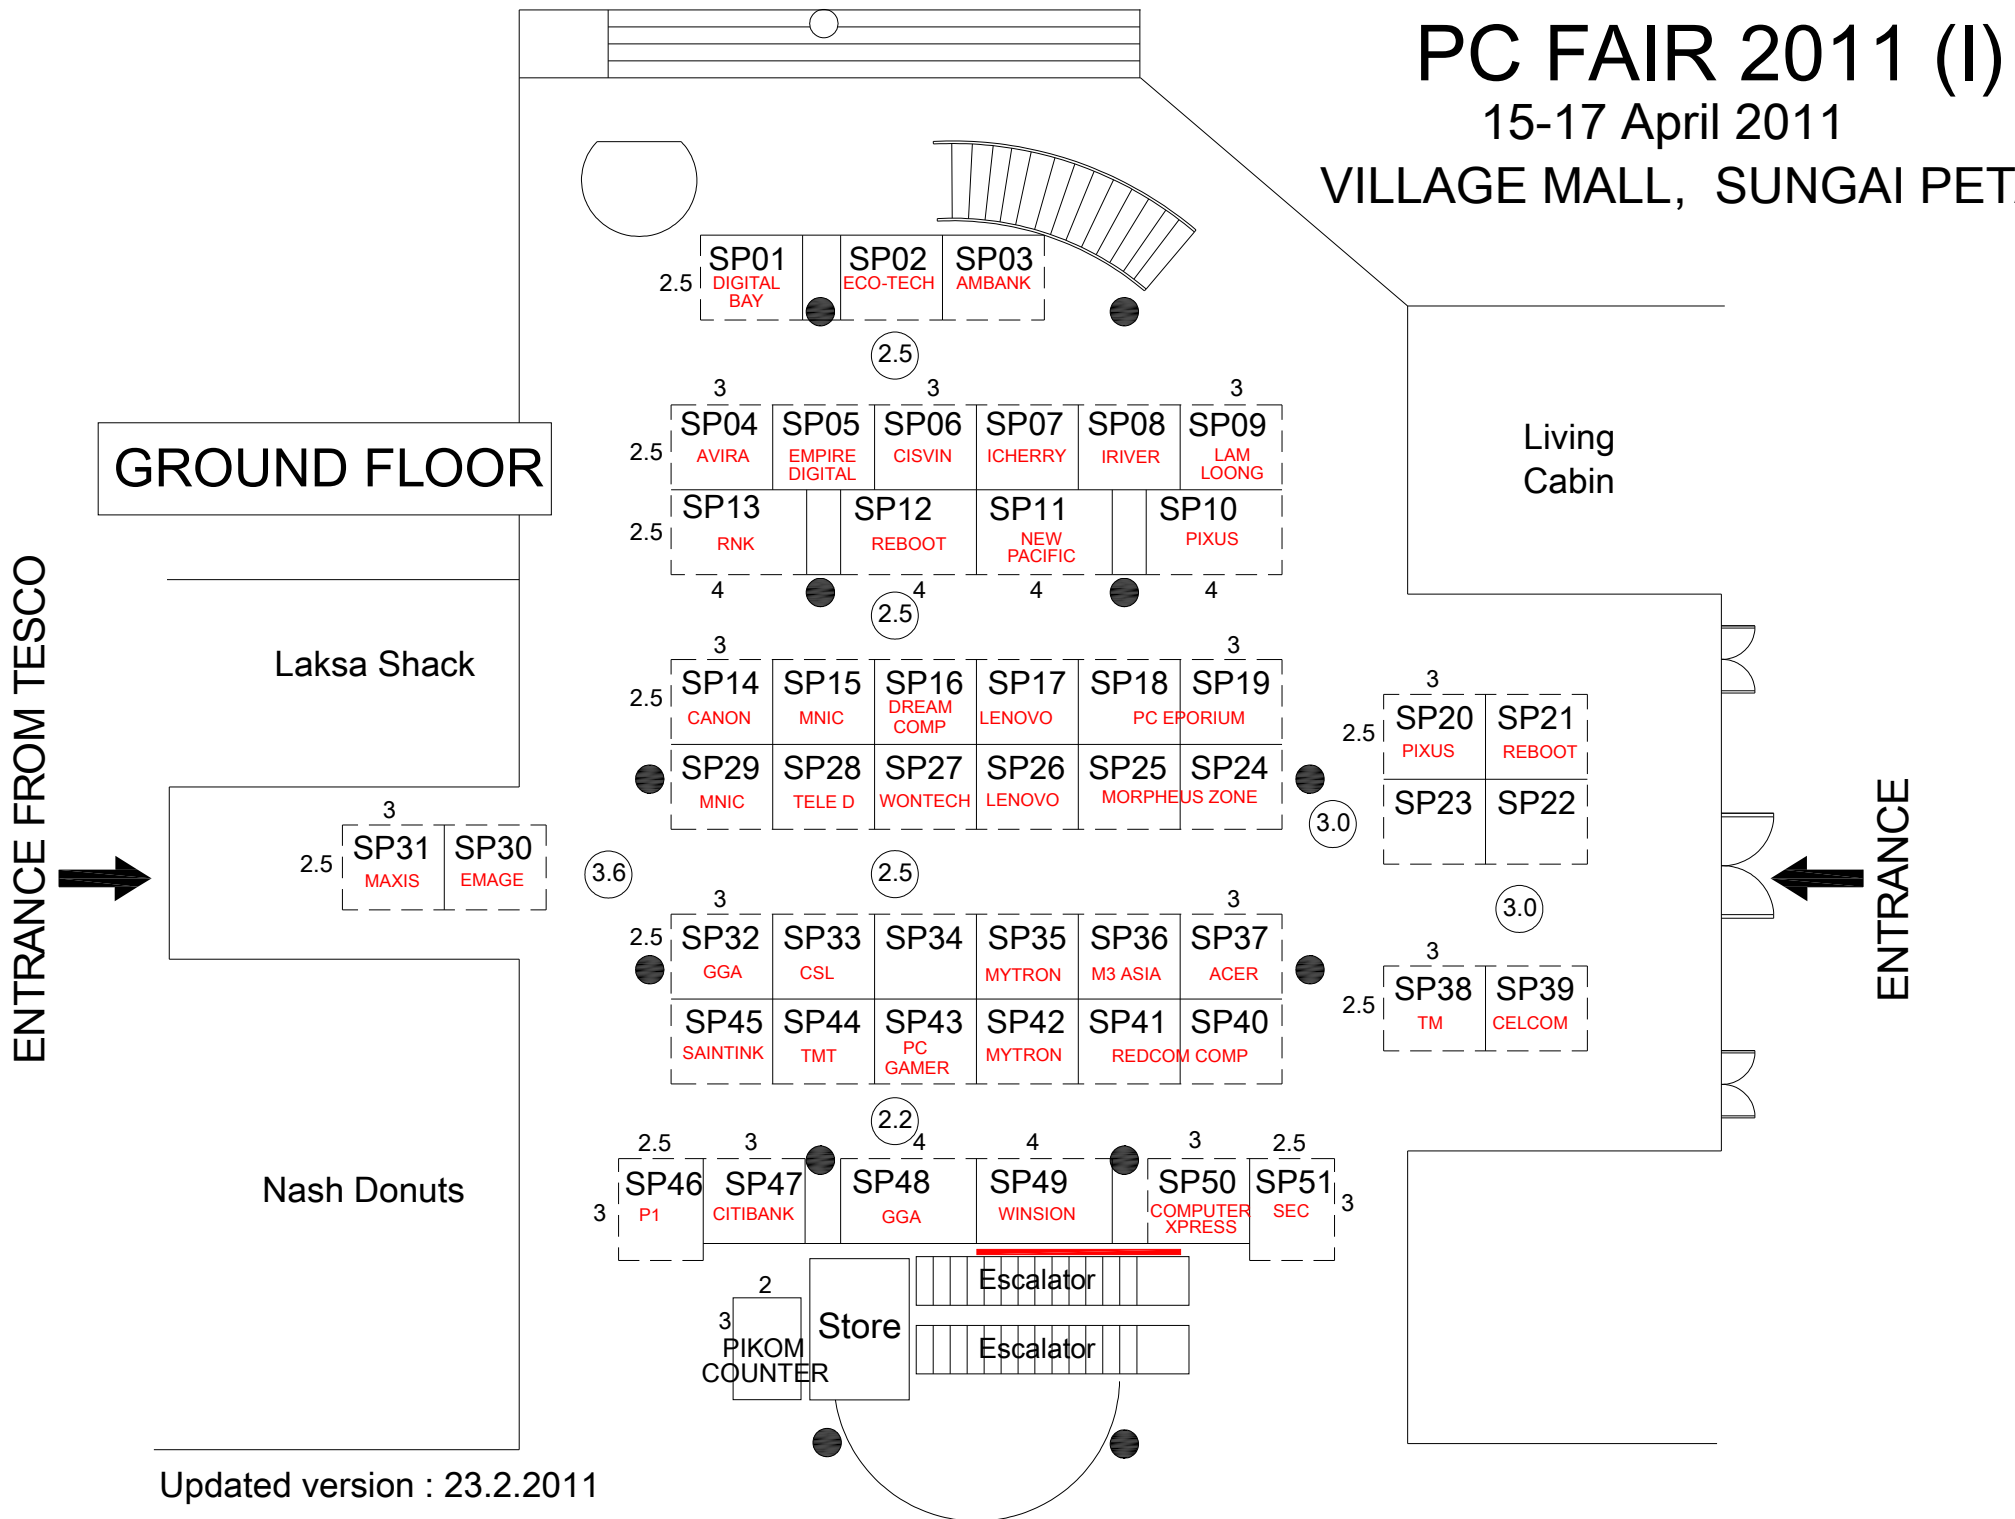 PC FAIR 2011 (I)
15-17 April 2011
VILLAGE MALL, SUNGAI PET
GROUND FLOOR
SP01 SP02 SP03
DIGITAL BAY ECO-TECH AMBANK
2.5
2.5
3 3 3
SP04 SP05 SP06 SP07 SP08 SP09
2.5
AVIRA EMPIRE DIGITAL CISVIN ICHERRY IRIVER LAM LOONG
SP13 SP12 SP11 SP10
2.5
RNK REBOOT NEW PACIFIC PIXUS
4 4 4 4
2.5
Living
Cabin
Laksa Shack
3 3
SP14 SP15 SP16 SP17 SP18 SP19
2.5
CANON MNIC DREAM COMP LENOVO PC EPORIUM
SP29 SP28 SP27 SP26 SP25 SP24
MNIC TELE D WONTECH LENOVO MORPHEUS ZONE
3
SP20 SP21
2.5
PIXUS REBOOT
SP23 SP22
3.0
ENTRANCE FROM TESCO
3
SP31 SP30
2.5
MAXIS EMAGE
3.6
2.5
3.0
ENTRANCE
3 3
SP32 SP33 SP34 SP35 SP36 SP37
2.5
GGA CSL MYTRON M3 ASIA ACER
SP45 SP44 SP43 SP42 SP41 SP40
SAINTINK TMT PC GAMER MYTRON REDCOM COMP
3
SP38 SP39
2.5
TM CELCOM
2.2
2.5 3 4 4 3 2.5
SP46 SP47 SP48 SP49 SP50 SP51
3 3
P1 CITIBANK GGA WINSION COMPUTER XPRESS SEC
Nash Donuts
Escalator
Escalator
2
3
PIKOM
COUNTER
Store
Updated version : 23.2.2011